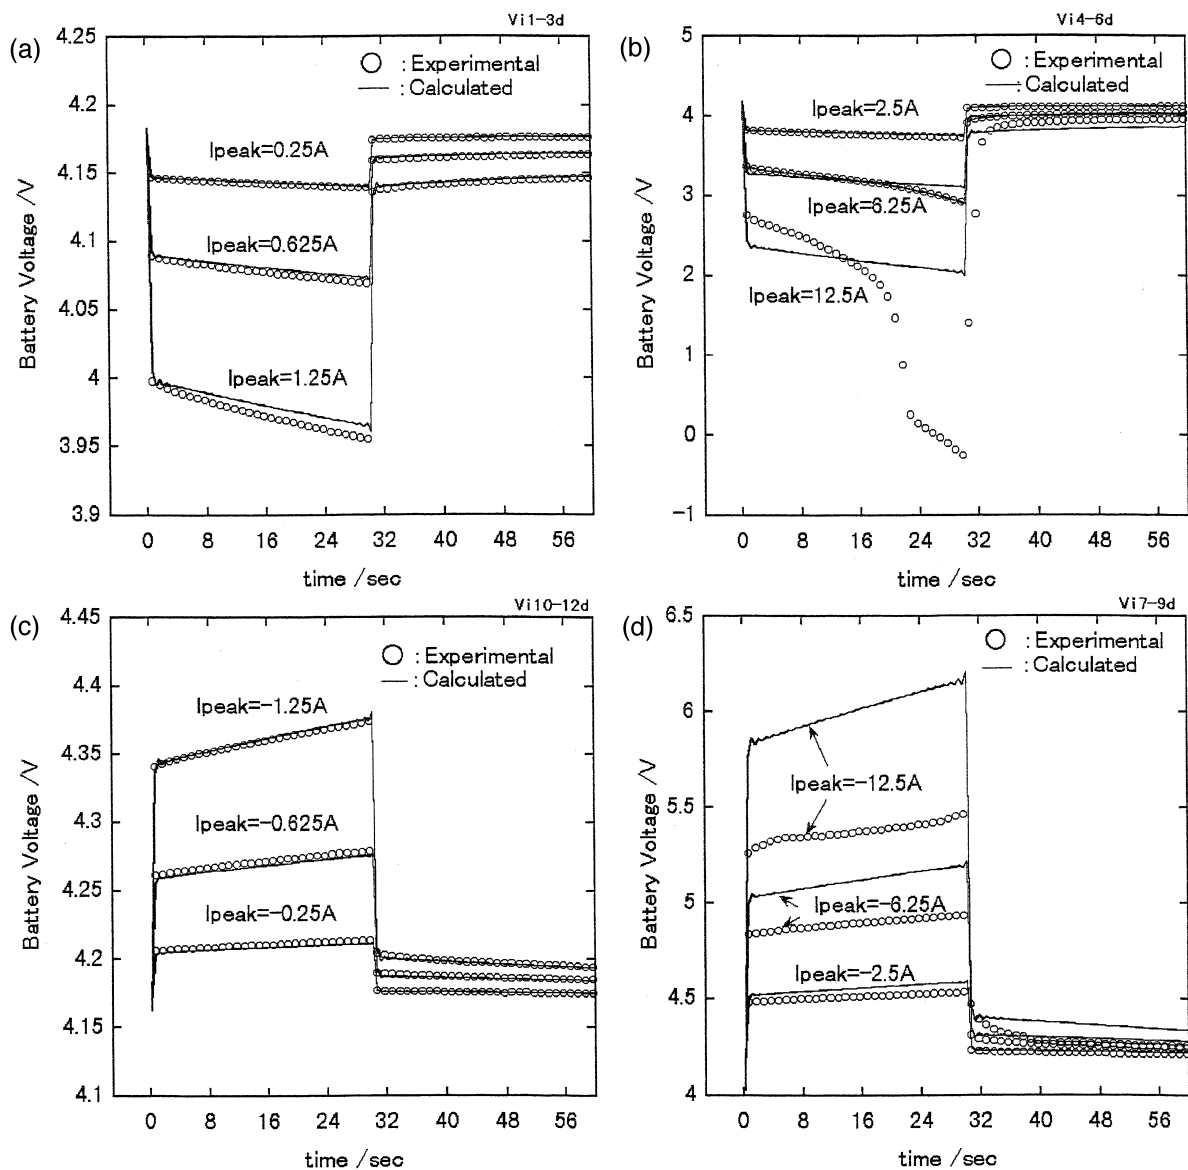 Vi1-3d
(a)
4.25
4.2
4.15
4.1
4.05
4
3.95
3.9
Battery Voltage /V
○ : Experimental
— : Calculated
Ipeak=0.25A
Ipeak=0.625A
Ipeak=1.25A
0 8 16 24 32 40 48 56
time /sec
Vi4-6d
(b)
5
4
3
2
1
0
-1
Battery Voltage /V
○ : Experimental
— : Calculated
Ipeak=2.5A
Ipeak=6.25A
Ipeak=12.5A
0 8 16 24 32 40 48 56
time /sec
Vi10-12d
(c)
4.45
4.4
4.35
4.3
4.25
4.2
4.15
4.1
Battery Voltage /V
○ : Experimental
— : Calculated
Ipeak=-1.25A
Ipeak=-0.625A
Ipeak=-0.25A
0 8 16 24 32 40 48 56
time /sec
Vi7-9d
(d)
6.5
6
5.5
5
4.5
4
Battery Voltage /V
○ : Experimental
— : Calculated
Ipeak=-12.5A
Ipeak=-6.25A
Ipeak=-2.5A
0 8 16 24 32 40 48 56
time /sec